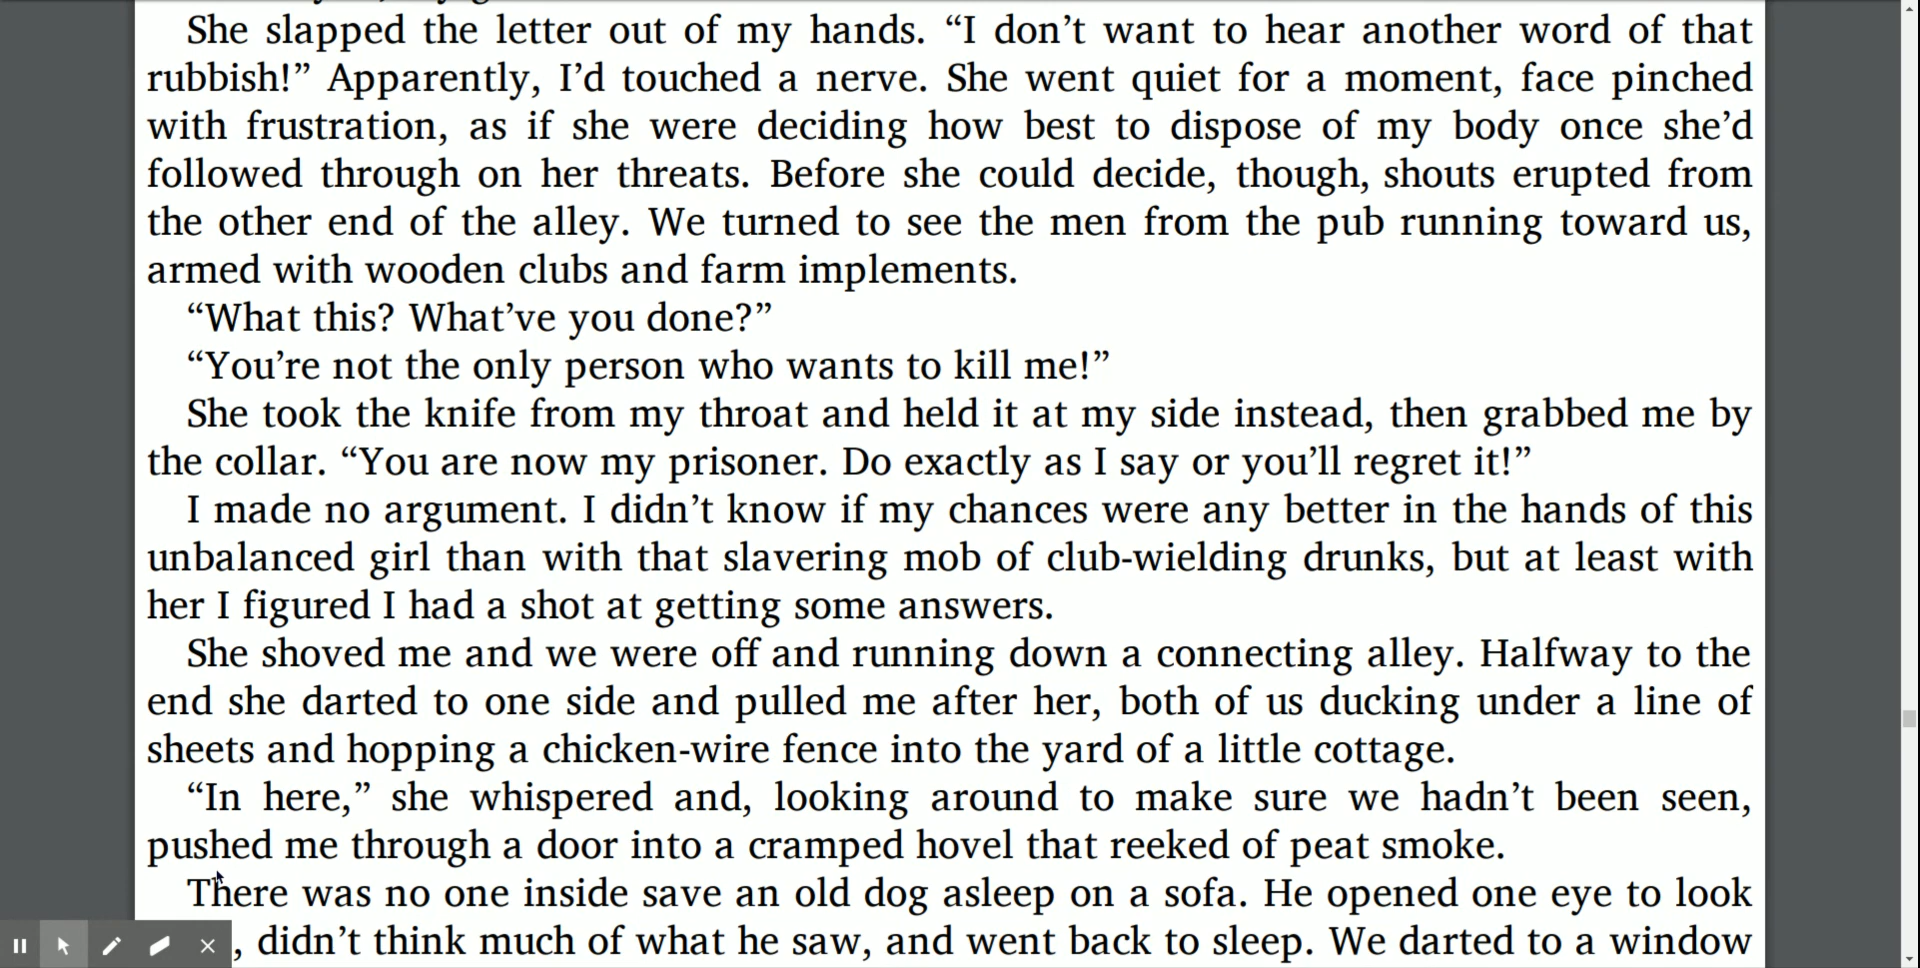 She slapped the letter out of my hands. “I don’t want to hear another word of that
rubbish!” Apparently, I’d touched a nerve. She went quiet for a moment, face pinched
with frustration, as if she were deciding how best to dispose of my body once she’d
followed through on her threats. Before she could decide, though, shouts erupted from
the other end of the alley. We turned to see the men from the pub running toward us,
armed with wooden clubs and farm implements.
“What this? What’ve you done?”
“You’re not the only person who wants to kill me!”
She took the knife from my throat and held it at my side instead, then grabbed me by
the collar. “You are now my prisoner. Do exactly as I say or you’ll regret it!”
I made no argument. I didn’t know if my chances were any better in the hands of this
unbalanced girl than with that slavering mob of club-wielding drunks, but at least with
her I figured I had a shot at getting some answers.
She shoved me and we were off and running down a connecting alley. Halfway to the
end she darted to one side and pulled me after her, both of us ducking under a line of
sheets and hopping a chicken-wire fence into the yard of a little cottage.
“In here,” she whispered and, looking around to make sure we hadn’t been seen,
pushed me through a door into a cramped hovel that reeked of peat smoke.
There was no one inside save an old dog asleep on a sofa. He opened one eye to look
, didn’t think much of what he saw, and went back to sleep. We darted to a window